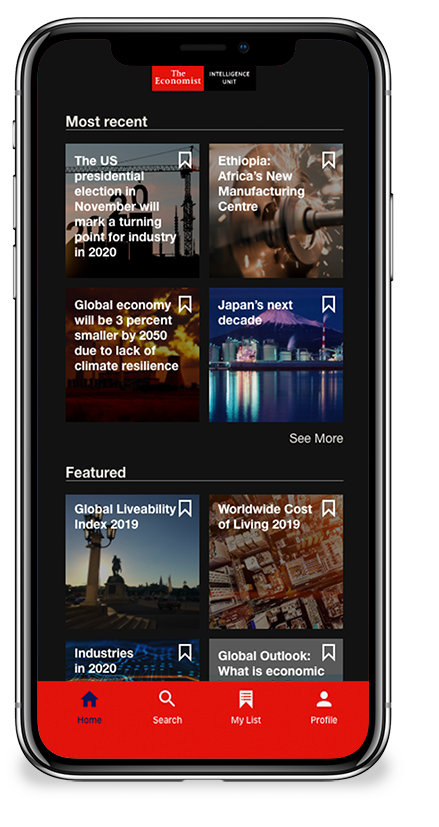 The
Economist
INTELLIGENCE
UNIT
Most recent
The US
presidential
election in
November will
mark a turning
point for industry
in 2020
Ethiopia:
Africa's New
Manufacturing
Centre
Global economy
will be 3 percent
smaller by 2050
due to lack of
climate resilience
Japan's next
decade
See More
Featured
Global Liveability
Index 2019
Worldwide Cost
of Living 2019
Industries
in 2020
Global Outlook:
What is economic
Home
Search
My List
Profile